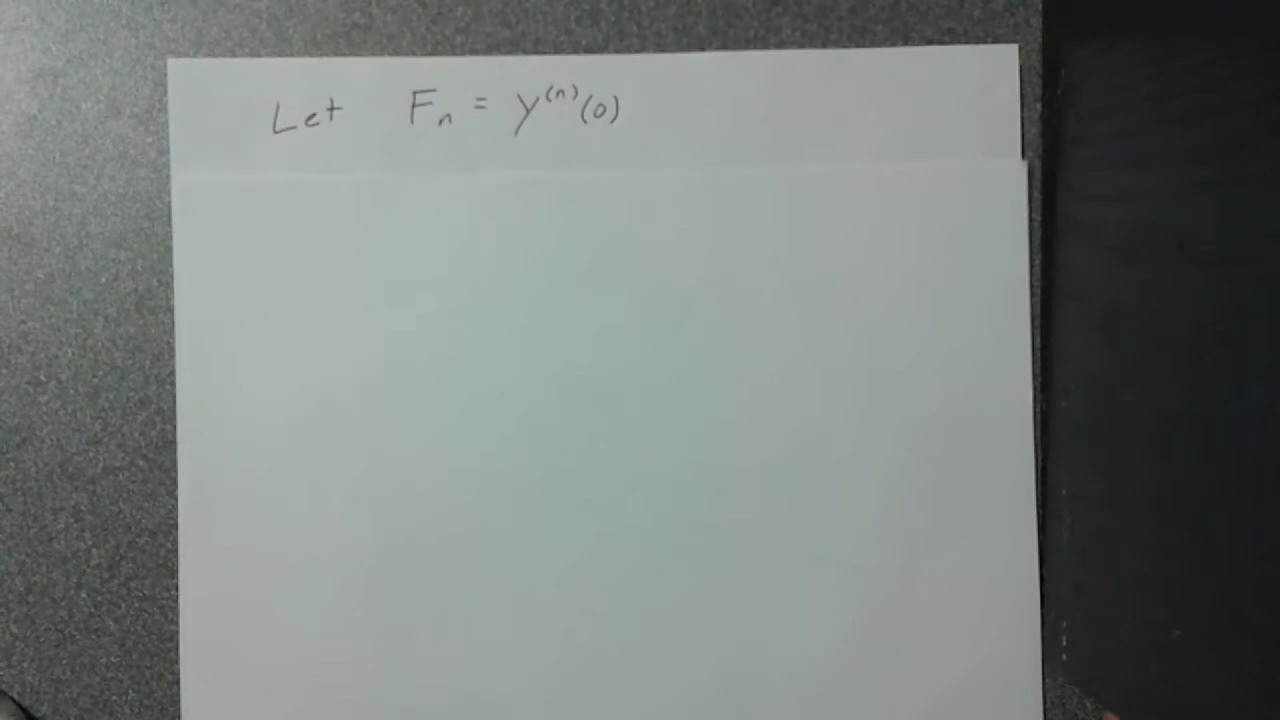 Let Fₙ = y⁽ⁿ⁾(0)